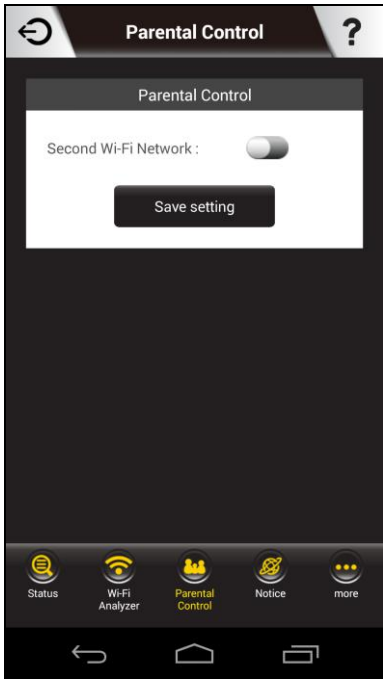 Parental Control
?
Parental Control
Second Wi-Fi Network :
Save setting
Status
Wi-Fi
Analyzer
Parental
Control
Notice
more